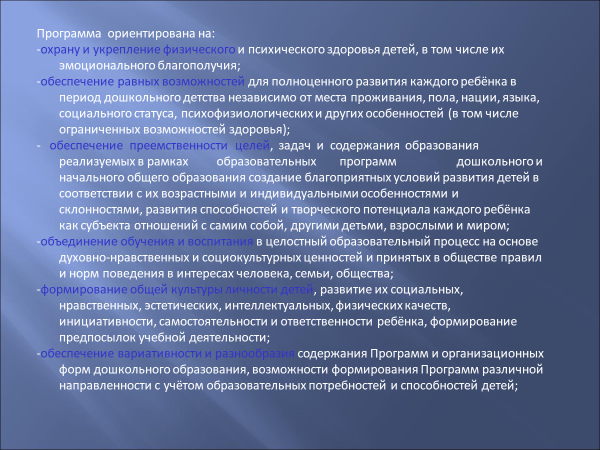 Программа ориентирована на:
-охрану и укрепление физического и психического здоровья детей, в том числе их
эмоционального благополучия;
-обеспечение равных возможностей для полноценного развития каждого ребёнка в
период дошкольного детства независимо от места проживания, пола, нации, языка,
социального статуса, психофизиологических и других особенностей (в том числе
ограниченных возможностей здоровья);
- обеспечение преемственности целей, задач и содержания образования
реализуемых в рамках образовательных программ дошкольного и
начального общего образования создание благоприятных условий развития детей в
соответствии с их возрастными и индивидуальными особенностями и
склонностями, развития способностей и творческого потенциала каждого ребёнка
как субъекта отношений с самим собой, другими детьми, взрослыми и миром;
-объединение обучения и воспитания в целостный образовательный процесс на основе
духовно-нравственных и социокультурных ценностей и принятых в обществе правил
и норм поведения в интересах человека, семьи, общества;
-формирование общей культуры личности детей, развитие их социальных,
нравственных, эстетических, интеллектуальных, физических качеств,
инициативности, самостоятельности и ответственности ребёнка, формирование
предпосылок учебной деятельности;
-обеспечение вариативности и разнообразия содержания Программ и организационных
форм дошкольного образования, возможности формирования Программ различной
направленности с учётом образовательных потребностей и способностей детей;